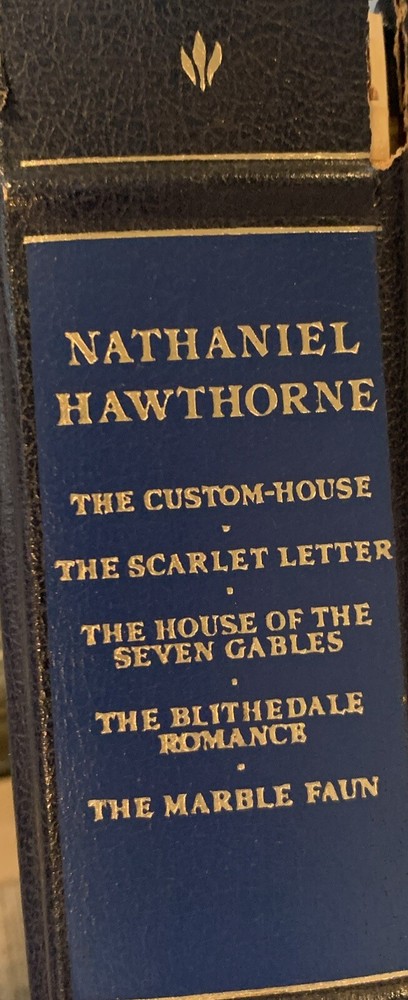 NATHANIEL
HAWTHORNE
THE CUSTOM-HOUSE
THE SCARLET LETTER
THE HOUSE OF THE
SEVEN GABLES
THE BLITHEDALE
ROMANCE
THE MARBLE FAUN